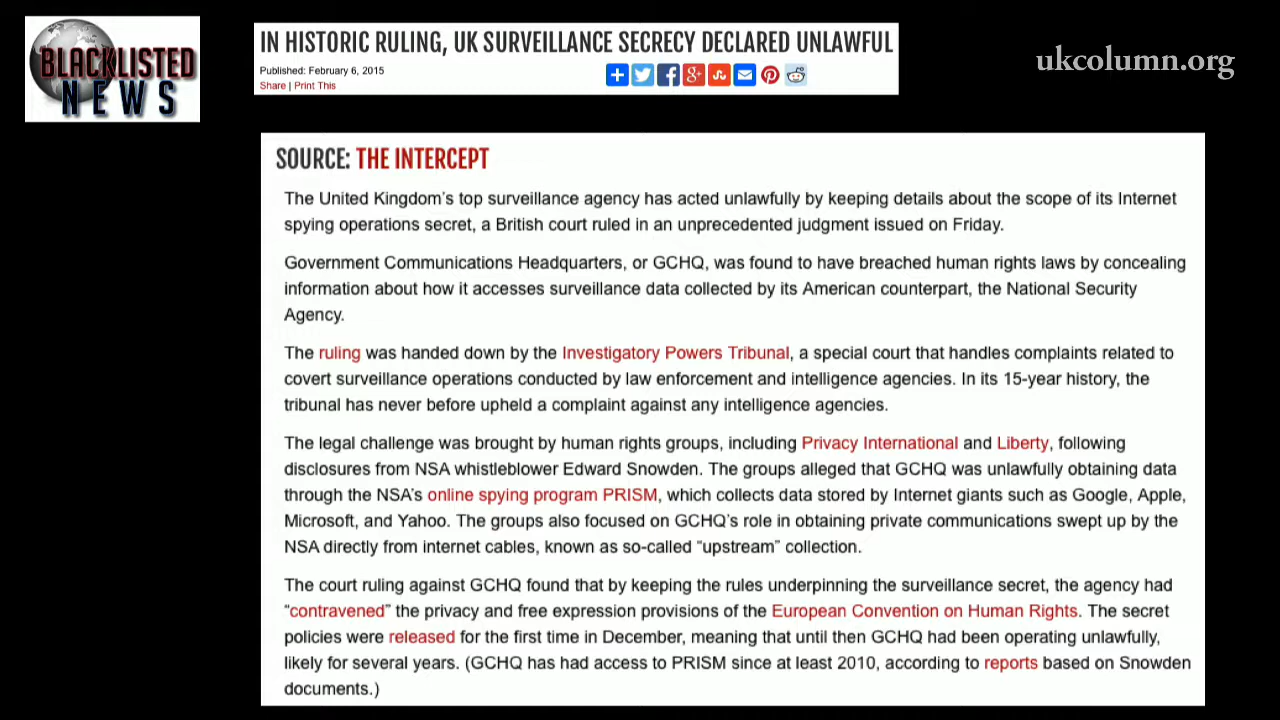 BLACKLISTED
NEWS
IN HISTORIC RULING, UK SURVEILLANCE SECRECY DECLARED UNLAWFUL
Published: February 6, 2015
Share | Print This
ukcolumn.org
SOURCE: THE INTERCEPT
The United Kingdom's top surveillance agency has acted unlawfully by keeping details about the scope of its Internet
spying operations secret, a British court ruled in an unprecedented judgment issued on Friday.
Government Communications Headquarters, or GCHQ, was found to have breached human rights laws by concealing
information about how it accesses surveillance data collected by its American counterpart, the National Security
Agency.
The ruling was handed down by the Investigatory Powers Tribunal, a special court that handles complaints related to
covert surveillance operations conducted by law enforcement and intelligence agencies. In its 15-year history, the
tribunal has never before upheld a complaint against any intelligence agencies.
The legal challenge was brought by human rights groups, including Privacy International and Liberty, following
disclosures from NSA whistleblower Edward Snowden. The groups alleged that GCHQ was unlawfully obtaining data
through the NSA's online spying program PRISM, which collects data stored by Internet giants such as Google, Apple,
Microsoft, and Yahoo. The groups also focused on GCHQ's role in obtaining private communications swept up by the
NSA directly from internet cables, known as so-called “upstream” collection.
The court ruling against GCHQ found that by keeping the rules underpinning the surveillance secret, the agency had
“contravened” the privacy and free expression provisions of the European Convention on Human Rights. The secret
policies were released for the first time in December, meaning that until then GCHQ had been operating unlawfully,
likely for several years. (GCHQ has had access to PRISM since at least 2010, according to reports based on Snowden
documents.)